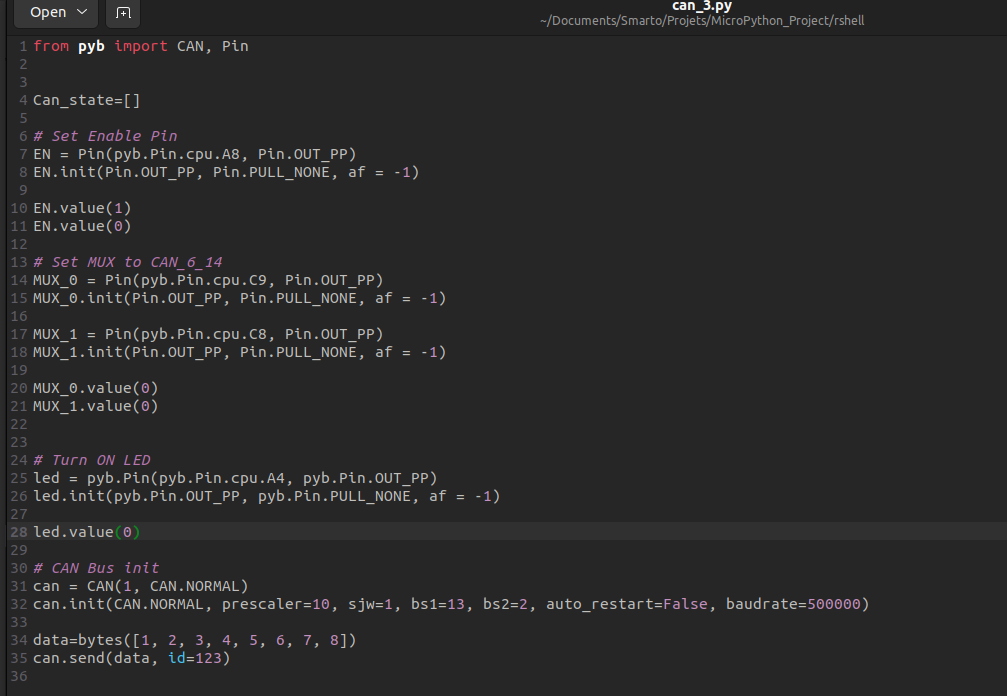 Open
can_3.py
~/Documents/Smarto/Projets/MicroPython_Project/rshell
1 from pyb import CAN, Pin
2
3
4 Can_state=[]
5
6 # Set Enable Pin
7 EN = Pin(pyb.Pin.cpu.A8, Pin.OUT_PP)
8 EN.init(Pin.OUT_PP, Pin.PULL_NONE, af = -1)
9
10 EN.value(1)
11 EN.value(0)
12
13 # Set MUX to CAN_6_14
14 MUX_0 = Pin(pyb.Pin.cpu.C9, Pin.OUT_PP)
15 MUX_0.init(Pin.OUT_PP, Pin.PULL_NONE, af = -1)
16
17 MUX_1 = Pin(pyb.Pin.cpu.C8, Pin.OUT_PP)
18 MUX_1.init(Pin.OUT_PP, Pin.PULL_NONE, af = -1)
19
20 MUX_0.value(0)
21 MUX_1.value(0)
22
23
24 # Turn ON LED
25 led = pyb.Pin(pyb.Pin.cpu.A4, pyb.Pin.OUT_PP)
26 led.init(pyb.Pin.OUT_PP, pyb.Pin.PULL_NONE, af = -1)
27
28 led.value(0)
29
30 # CAN Bus init
31 can = CAN(1, CAN.NORMAL)
32 can.init(CAN.NORMAL, prescaler=10, sjw=1, bs1=13, bs2=2, auto_restart=False, baudrate=500000)
33
34 data=bytes([1, 2, 3, 4, 5, 6, 7, 8])
35 can.send(data, id=123)
36